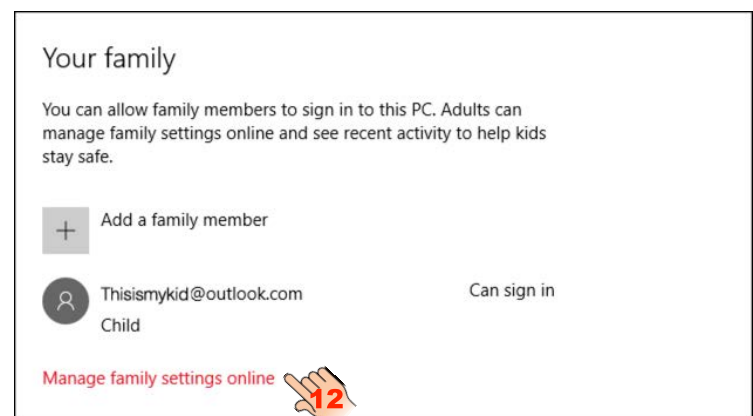 Your family
You can allow family members to sign in to this PC. Adults can
manage family settings online and see recent activity to help kids
stay safe.
Add a family member
Thisismykid@outlook.com
Can sign in
Child
Manage family settings online
12